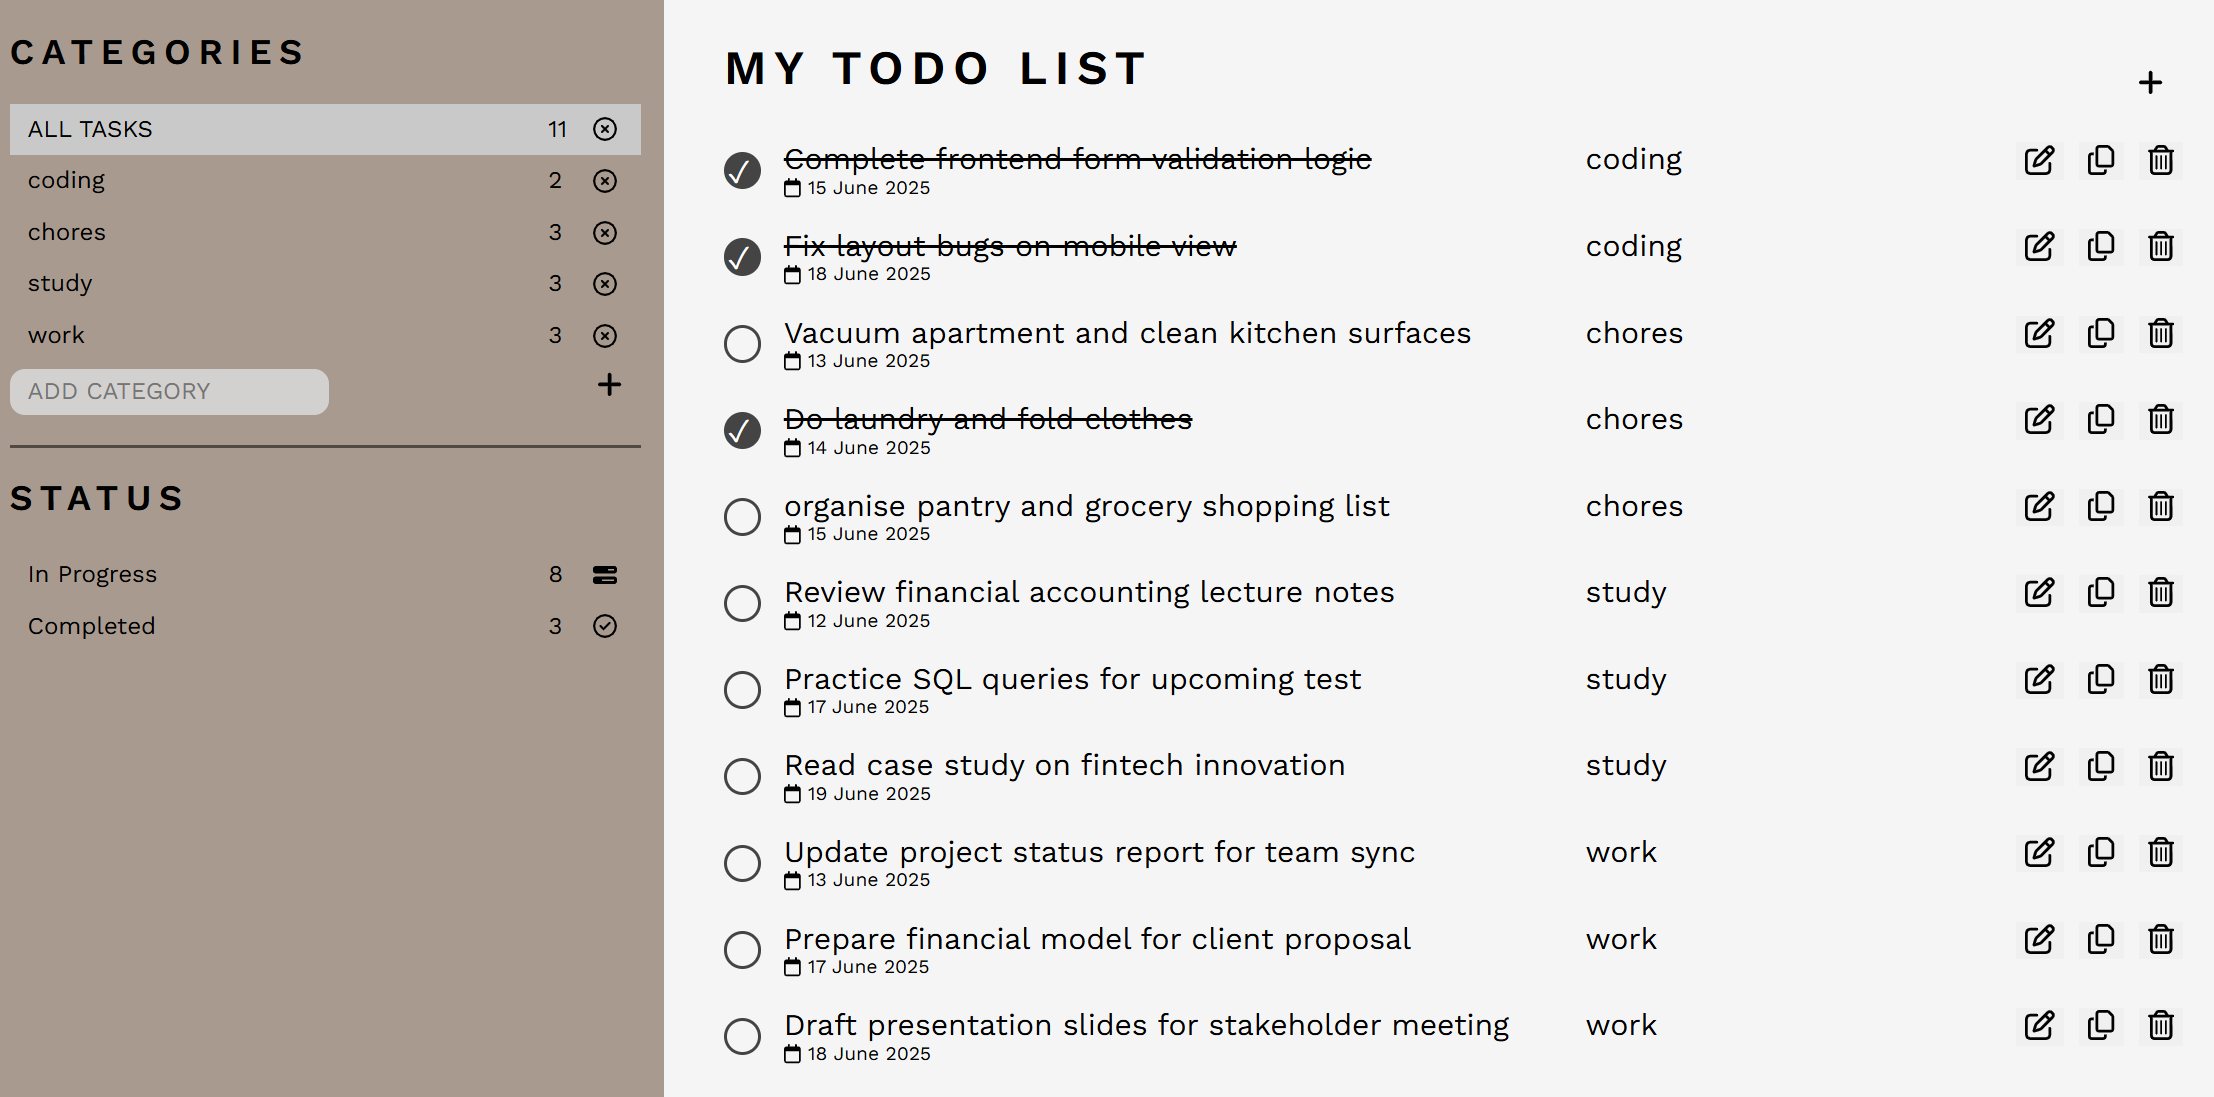 CATEGORIES
ALL TASKS 11
coding 2
chores 3
study 3
work 3
ADD CATEGORY
STATUS
In Progress 8
Completed 3
MY TODO LIST
Complete frontend form validation logic coding
15 June 2025
Fix layout bugs on mobile view coding
18 June 2025
Vacuum apartment and clean kitchen surfaces chores
13 June 2025
Do laundry and fold clothes chores
14 June 2025
organise pantry and grocery shopping list chores
15 June 2025
Review financial accounting lecture notes study
12 June 2025
Practice SQL queries for upcoming test study
17 June 2025
Read case study on fintech innovation study
19 June 2025
Update project status report for team sync work
13 June 2025
Prepare financial model for client proposal work
17 June 2025
Draft presentation slides for stakeholder meeting work
18 June 2025